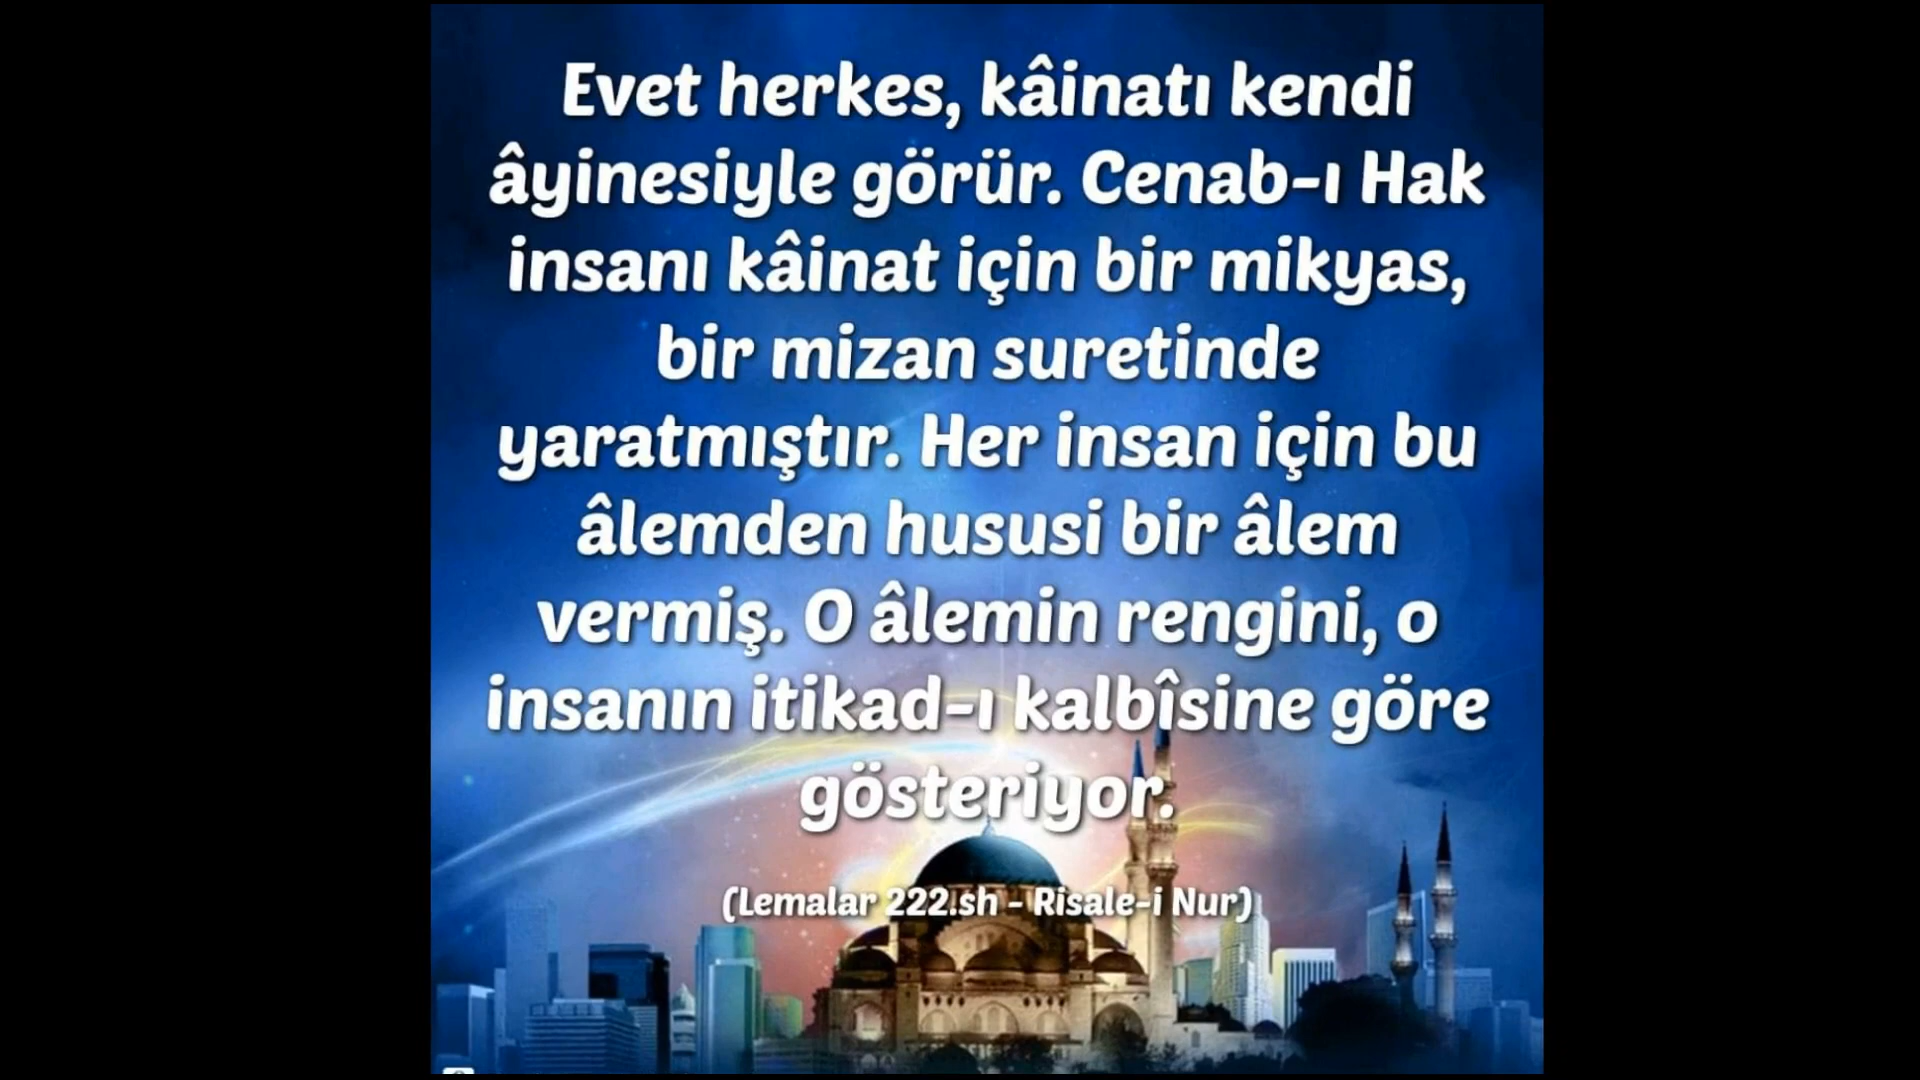 Evet herkes, kâinatı kendi
âyinesiyle görür. Cenab-ı Hak
insanı kâinat için bir mikyas,
bir mizan suretinde
yaratmıştır. Her insan için bu
âlemden hususi bir âlem
vermiş. O âlemin rengini, o
insanın itikad-ı kalbîsine göre
gösteriyor.
(Lemalar 222.sh - Risale-i Nur)